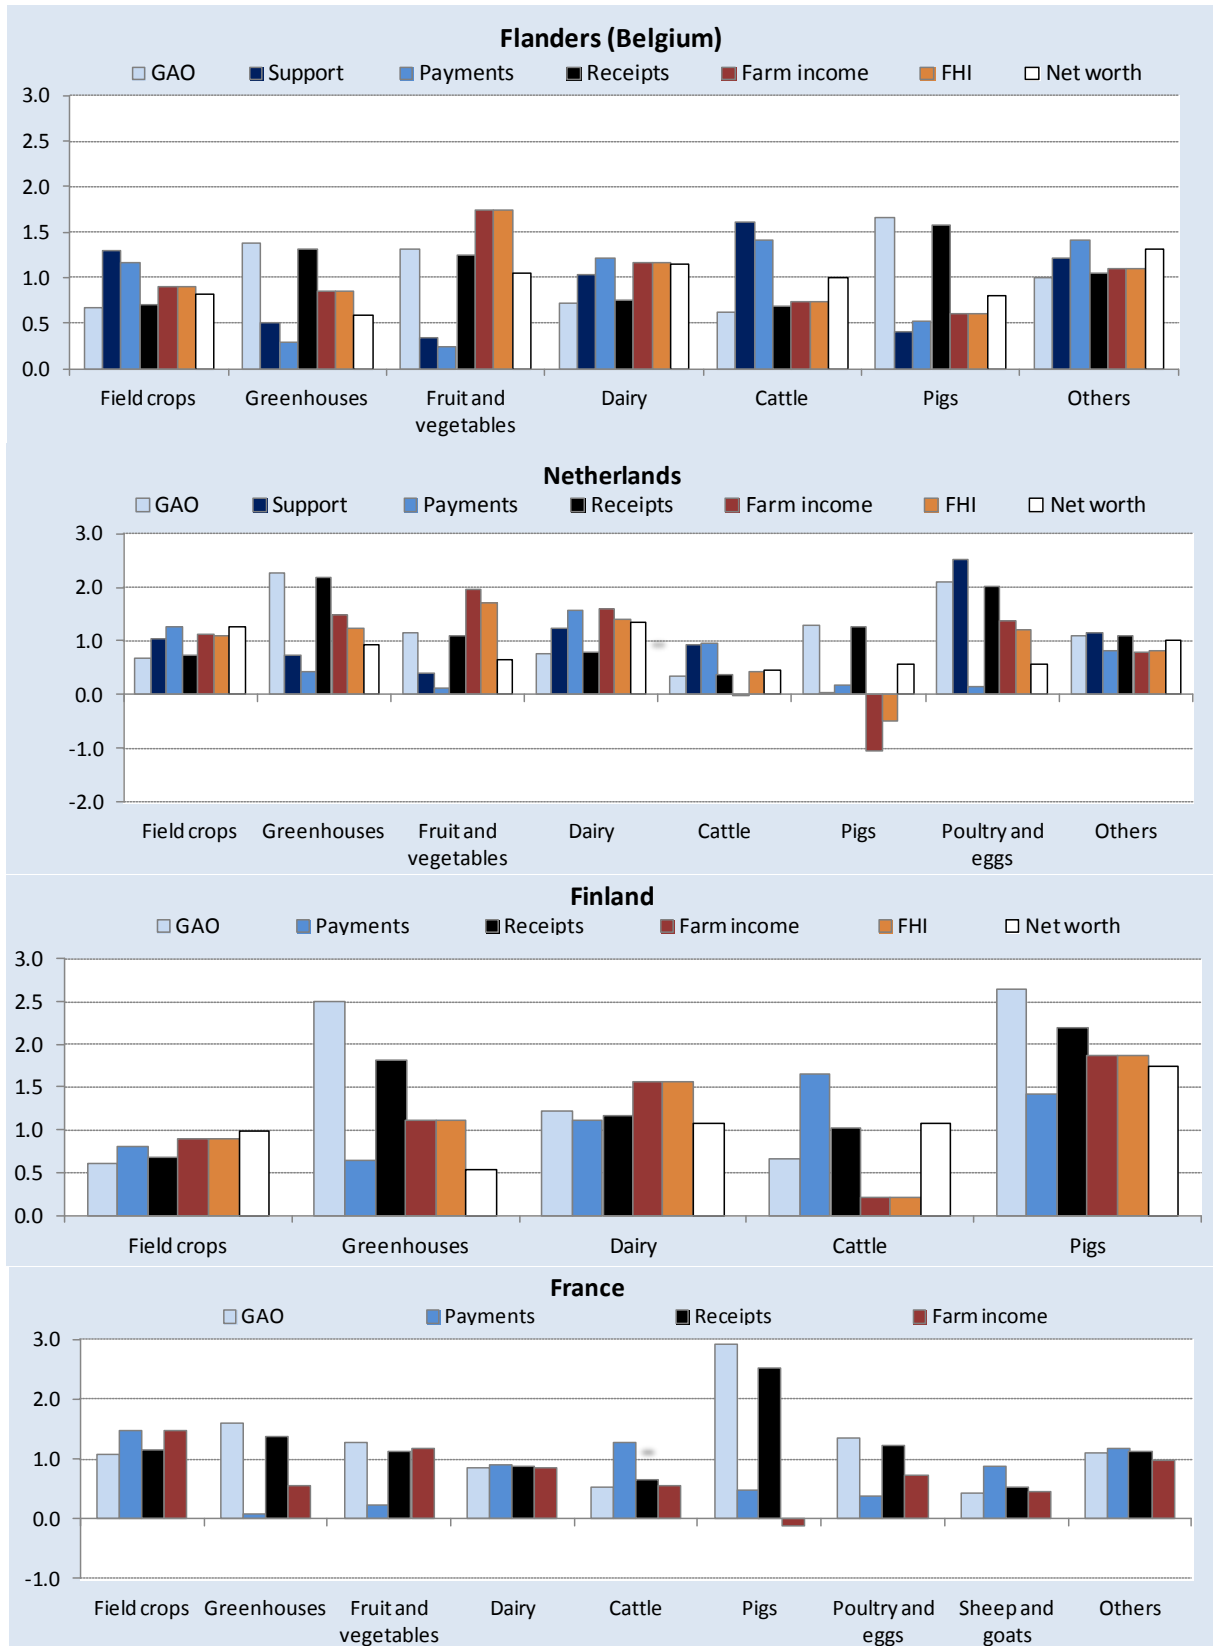 Flanders (Belgium)
GAO Support Payments Receipts Farm income FHI Net worth
3.0
2.5
2.0
1.5
1.0
0.5
0.0
Field crops Greenhouses Fruit and vegetables Dairy Cattle Pigs Others
Netherlands
GAO Support Payments Receipts Farm income FHI Net worth
3.0
2.0
1.0
0.0
-1.0
-2.0
Field crops Greenhouses Fruit and vegetables Dairy Cattle Pigs Poultry and eggs Others
Finland
GAO Payments Receipts Farm income FHI Net worth
3.0
2.5
2.0
1.5
1.0
0.5
0.0
Field crops Greenhouses Dairy Cattle Pigs
France
GAO Payments Receipts Farm income
3.0
2.0
1.0
0.0
-1.0
Field crops Greenhouses Fruit and vegetables Dairy Cattle Pigs Poultry and eggs Sheep and goats Others